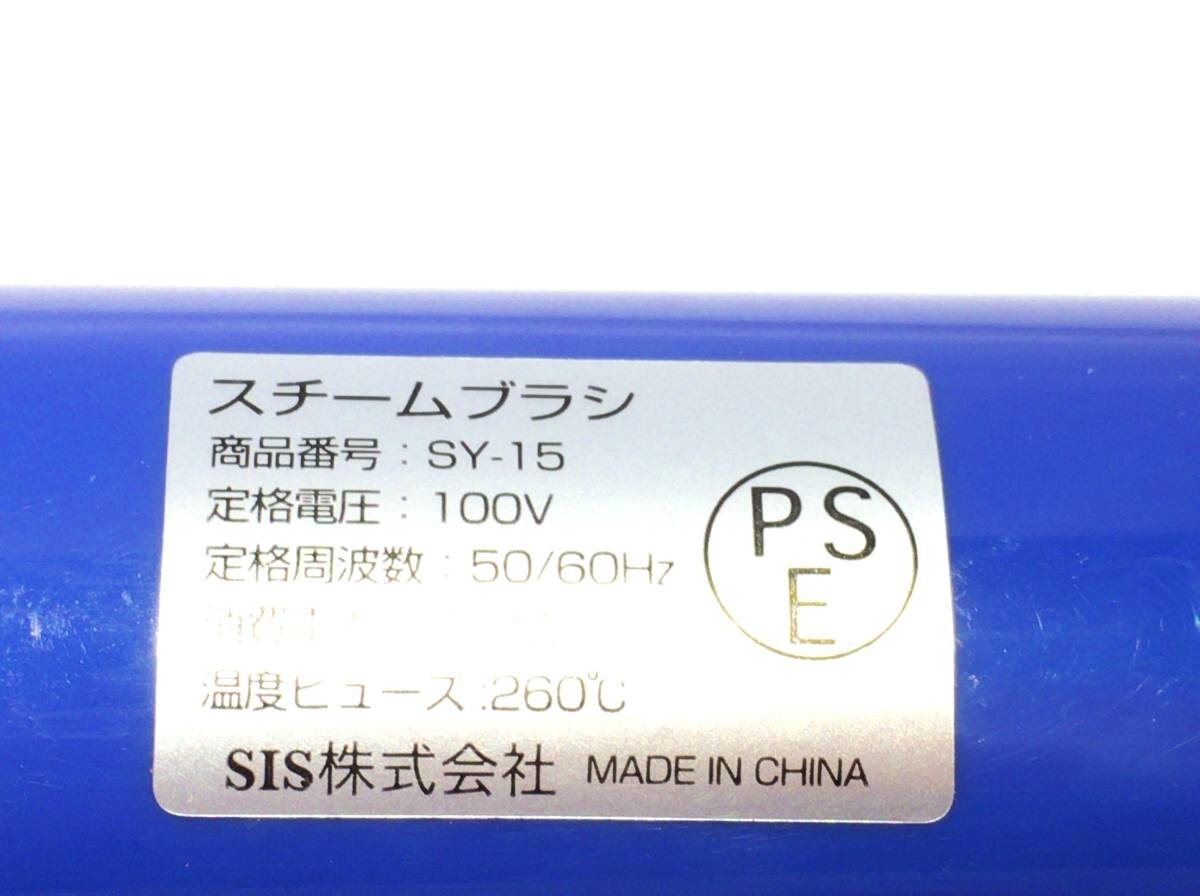 スチームブラシ
商品番号 : SY-15
定格電圧 : 100V
定格周波数 : 50/60Hz
温度ヒューズ :260℃
SIS株式会社 MADE IN CHINA
PS
E